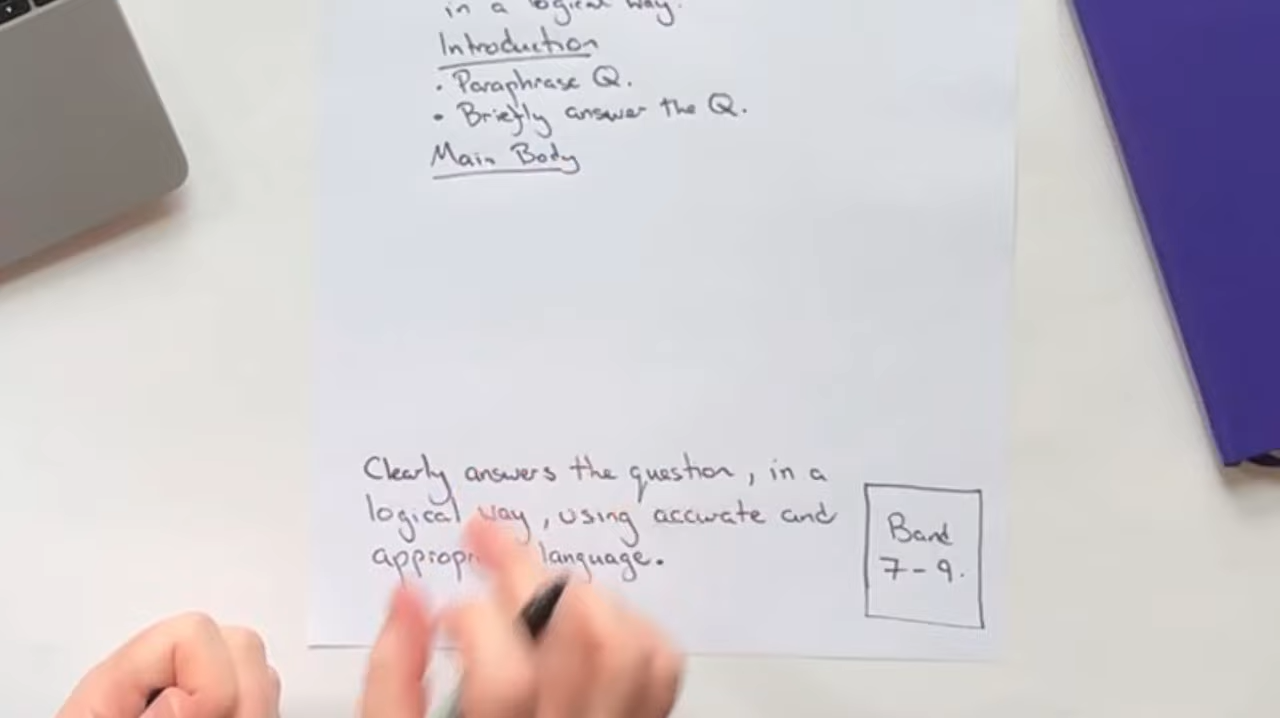 in a logical way.
Introduction
• Paraphrase Q.
• Briefly answer the Q.
Main Body
Clearly answers the question, in a
logical way, using accurate and
language.
Band
7-9.